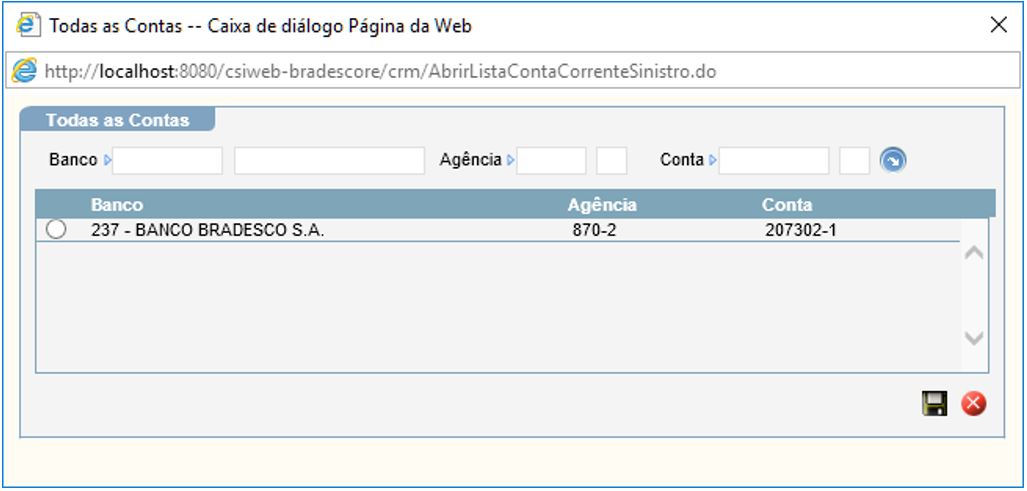 Todas as Contas -- Caixa de diálogo Página da Web
http://localhost:8080/csiweb-bradescore/crm/AbrirListaContaCorrenteSinistro.do
Todas as Contas
Banco Agência Conta
Banco Agência Conta
237 - BANCO BRADESCO S.A. 870-2 207302-1